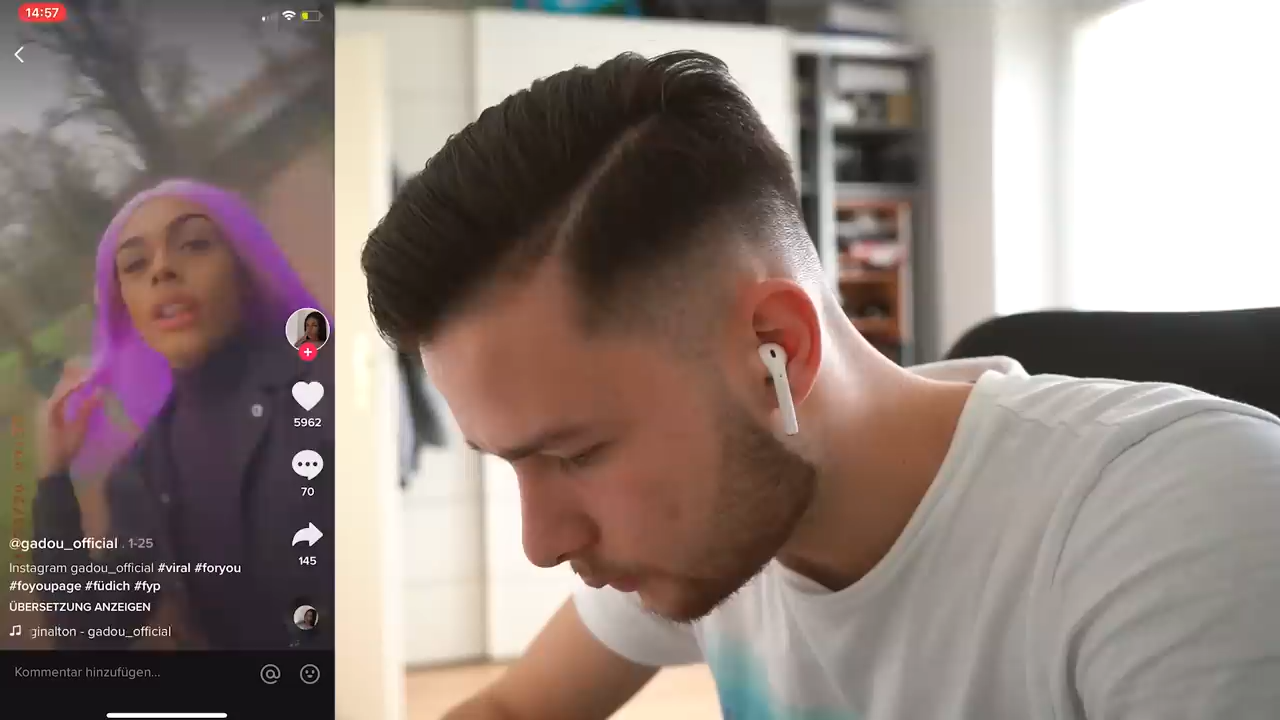 14:57
5962
70
145
@gadou_official . 1-25
Instagram gadou_official #viral #foryou
#foyoupage #füdich #fyp
ÜBERSETZUNG ANZEIGEN
ginalton - gadou_official
Kommentar hinzufügen...